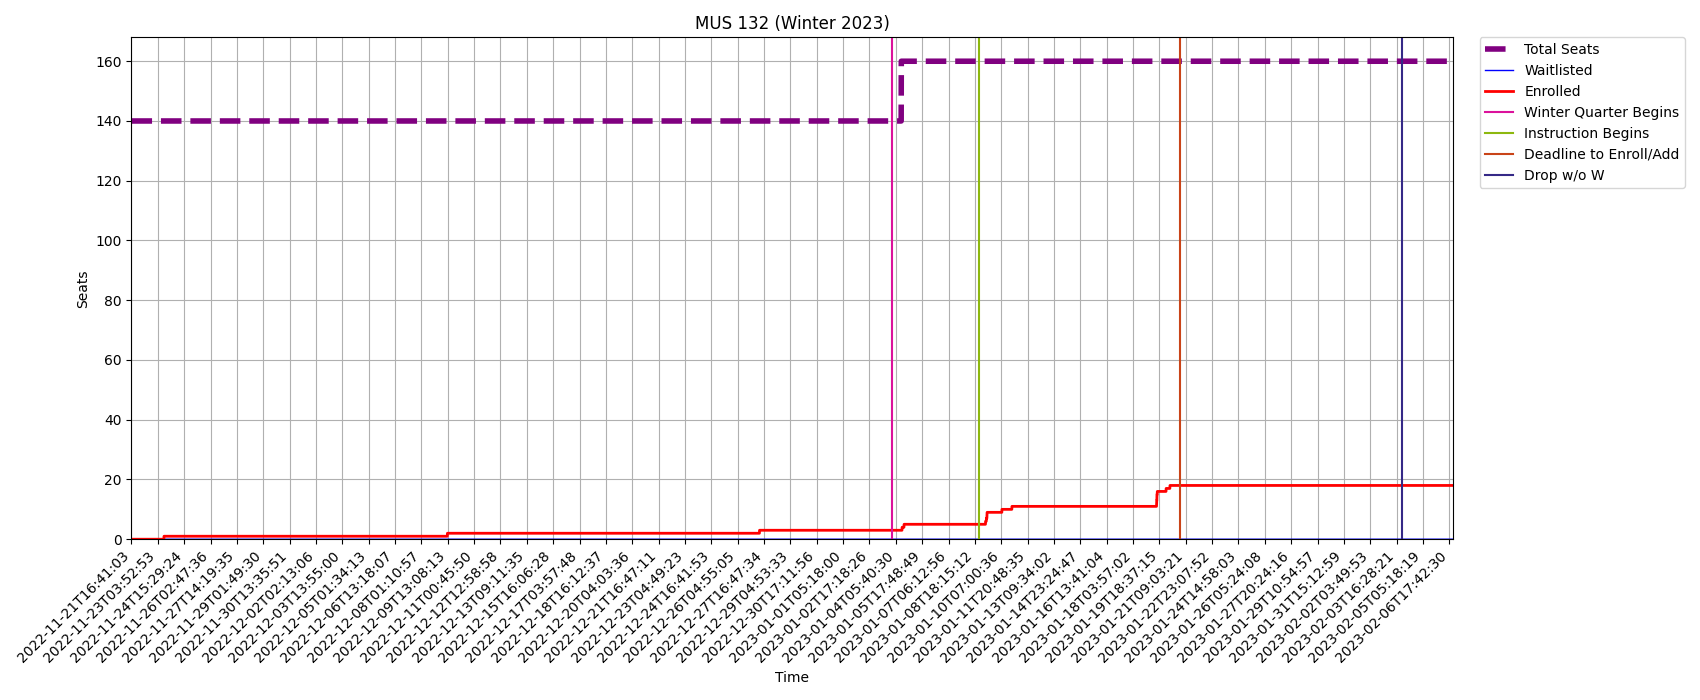 MUS 132 (Winter 2023)
Total Seats
Waitlisted
Enrolled
Winter Quarter Begins
Instruction Begins
Deadline to Enroll/Add
Drop w/o W
Seats
160
140
120
100
80
60
40
20
0
2022-11-21T16:41:03
2022-11-23T03:52:53
2022-11-24T15:29:24
2022-11-26T02:47:36
2022-11-27T14:19:35
2022-11-29T01:49:30
2022-11-30T13:35:51
2022-12-02T02:13:06
2022-12-03T13:55:00
2022-12-05T01:34:13
2022-12-06T13:18:07
2022-12-08T01:10:57
2022-12-09T13:08:13
2022-12-11T00:45:50
2022-12-12T12:58:58
2022-12-13T09:11:35
2022-12-15T16:06:28
2022-12-17T03:57:48
2022-12-18T16:12:37
2022-12-20T04:03:36
2022-12-21T16:47:11
2022-12-23T04:49:23
2022-12-24T16:41:53
2022-12-26T04:55:05
2022-12-27T16:47:34
2022-12-29T04:53:33
2022-12-30T17:11:56
2023-01-01T05:18:00
2023-01-02T17:18:26
2023-01-04T05:40:30
2023-01-05T17:48:49
2023-01-07T06:12:56
2023-01-08T18:15:12
2023-01-10T07:00:36
2023-01-11T20:48:35
2023-01-13T09:34:02
2023-01-14T23:24:47
2023-01-16T13:41:04
2023-01-18T03:57:02
2023-01-19T18:37:15
2023-01-21T09:03:21
2023-01-22T23:07:52
2023-01-24T14:58:03
2023-01-26T05:24:08
2023-01-27T20:24:16
2023-01-29T10:54:57
2023-01-31T15:12:59
2023-02-02T03:49:53
2023-02-03T16:28:21
2023-02-05T05:18:19
2023-02-06T17:42:30
Time